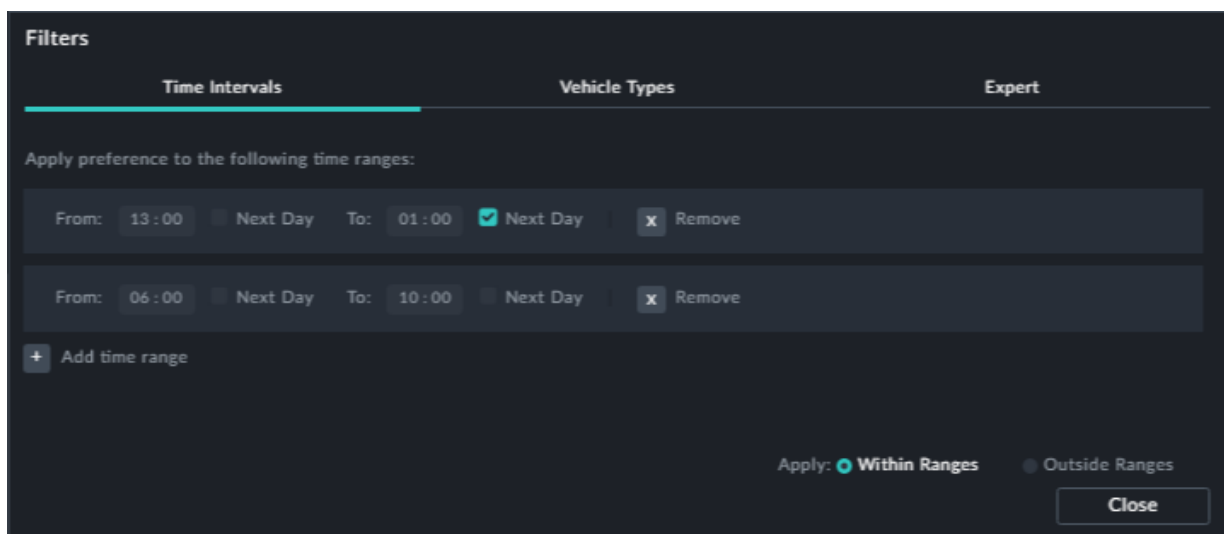 Filters
Time Intervals Vehicle Types Expert
Apply preference to the following time ranges:
From: 13:00 Next Day To: 01:00 Next Day x Remove
From: 06:00 Next Day To: 10:00 Next Day x Remove
+ Add time range
Apply: Within Ranges Outside Ranges
Close